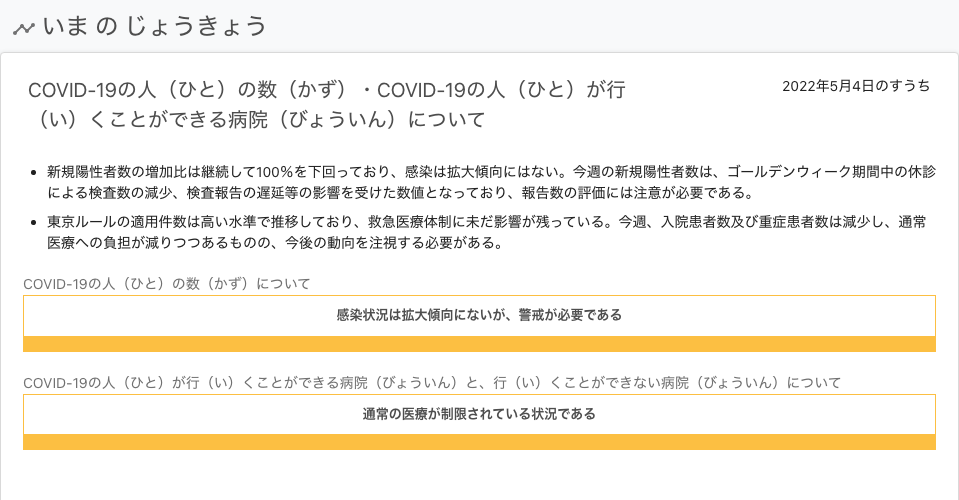 いま の じょうきょう
COVID-19の人（ひと）の数（かず）・COVID-19の人（ひと）が行
（い）くことができる病院（びょういん）について
2022年5月4日のすうち
• 新規陽性者数の増加比は継続して100％を下回っており、感染は拡大傾向にはない。今週の新規陽性者数は、ゴールデンウィーク期間中の休診
による検査数の減少、検査報告の遅延等の影響を受けた数値となっており、報告数の評価には注意が必要である。
• 東京ルールの適用件数は高い水準で推移しており、救急医療体制に未だ影響が残っている。今週、入院患者数及び重症患者数は減少し、通常
医療への負担が減りつつあるものの、今後の動向を注視する必要がある。
COVID-19の人（ひと）の数（かず）について
感染状況は拡大傾向にないが、警戒が必要である
COVID-19の人（ひと）が行（い）くことができる病院（びょういん）と、行（い）くことができない病院（びょういん）について
通常の医療が制限されている状況である